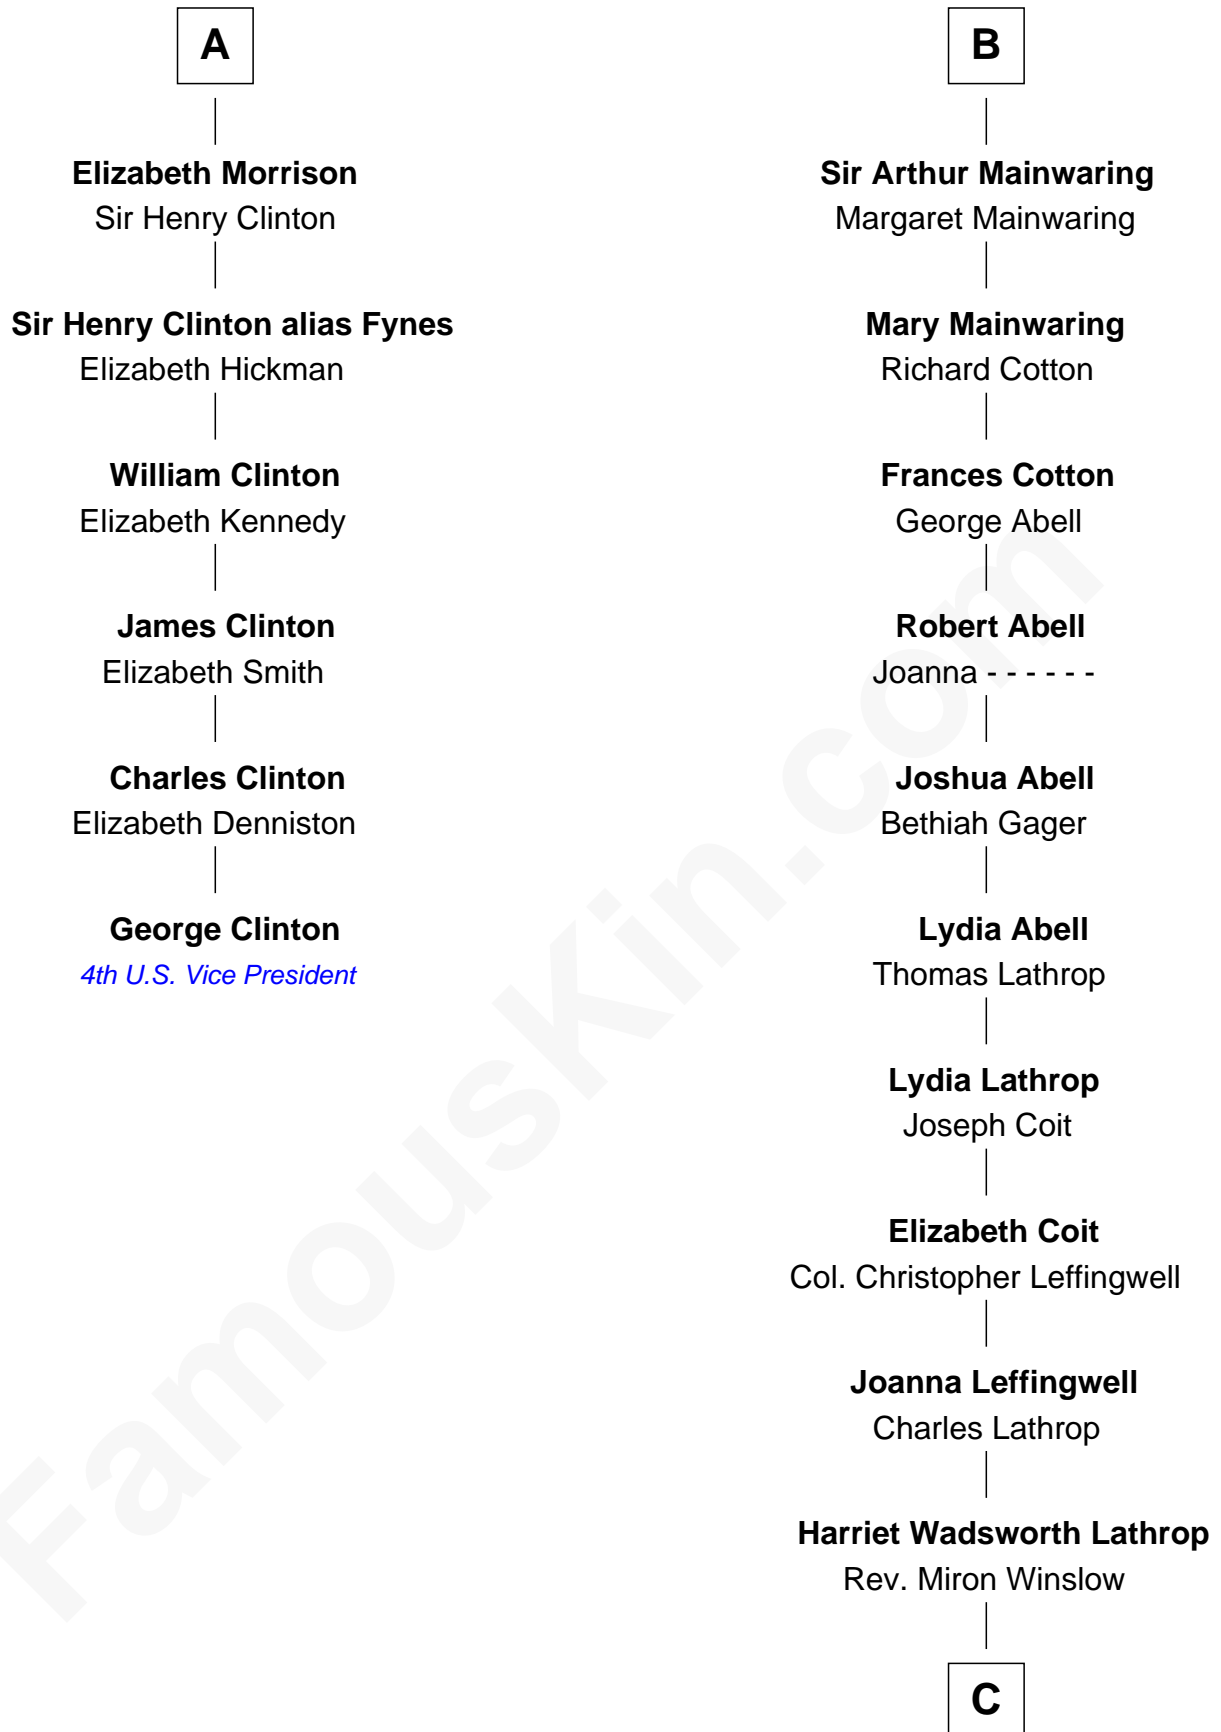 A
Elizabeth Morrison
Sir Henry Clinton
Sir Henry Clinton alias Fynes
Elizabeth Hickman
William Clinton
Elizabeth Kennedy
James Clinton
Elizabeth Smith
Charles Clinton
Elizabeth Denniston
George Clinton
4th U.S. Vice President
B
Sir Arthur Mainwaring
Margaret Mainwaring
Mary Mainwaring
Richard Cotton
Frances Cotton
George Abell
Robert Abell
Joanna - - - - - -
Joshua Abell
Bethiah Gager
Lydia Abell
Thomas Lathrop
Lydia Lathrop
Joseph Coit
Elizabeth Coit
Col. Christopher Leffingwell
Joanna Leffingwell
Charles Lathrop
Harriet Wadsworth Lathrop
Rev. Miron Winslow
C
FamousKin.com